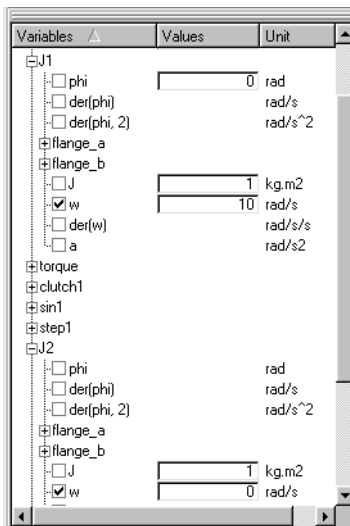 Variables Values Unit
J1
phi 0 rad
der(phi) rad/s
der(phi, 2) rad/s^2
flange_a
flange_b
J 1 kg.m2
w 10 rad/s
der(w) rad/s/s
a rad/s2
torque
clutch1
sin1
step1
J2
phi rad
der(phi) rad/s
der(phi, 2) rad/s^2
flange_a
flange_b
J 1 kg.m2
w 0 rad/s